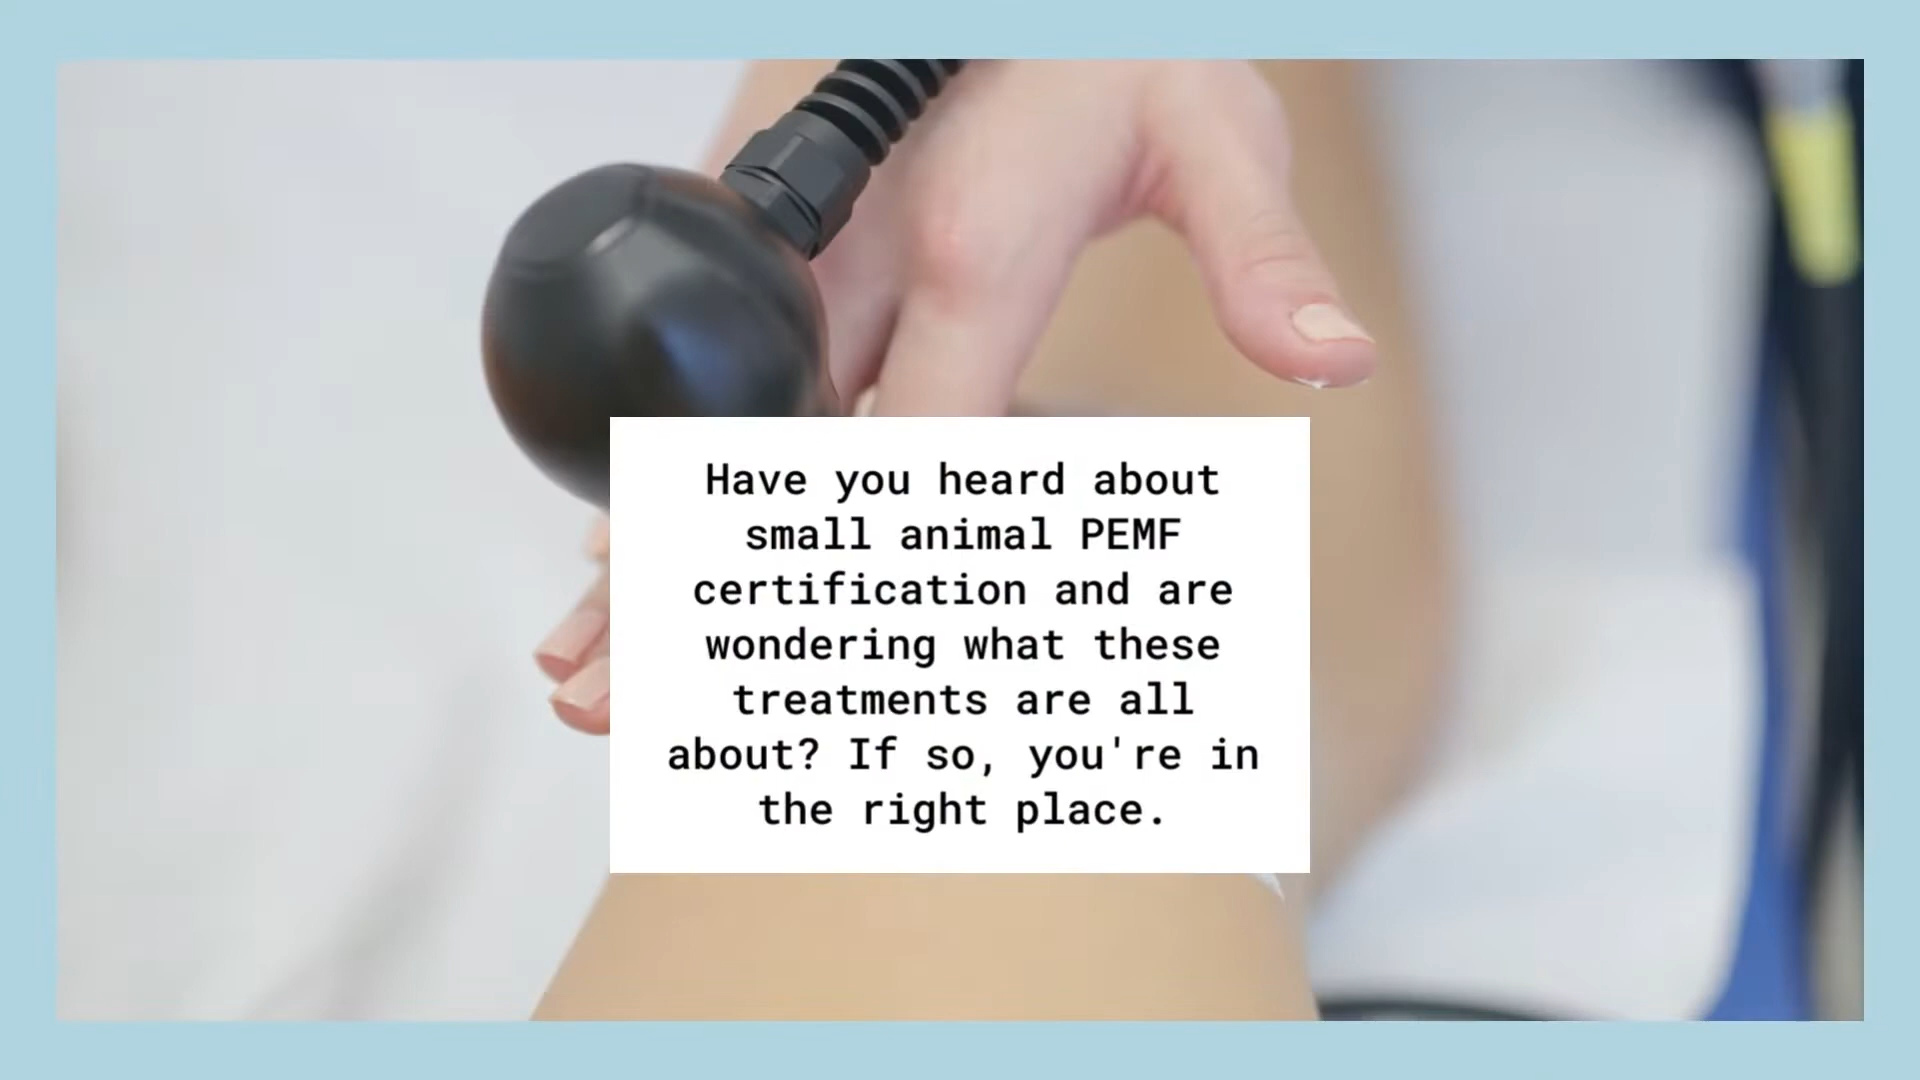 Have you heard about
small animal PEMF
certification and are
wondering what these
treatments are all
about? If so, you're in
the right place.